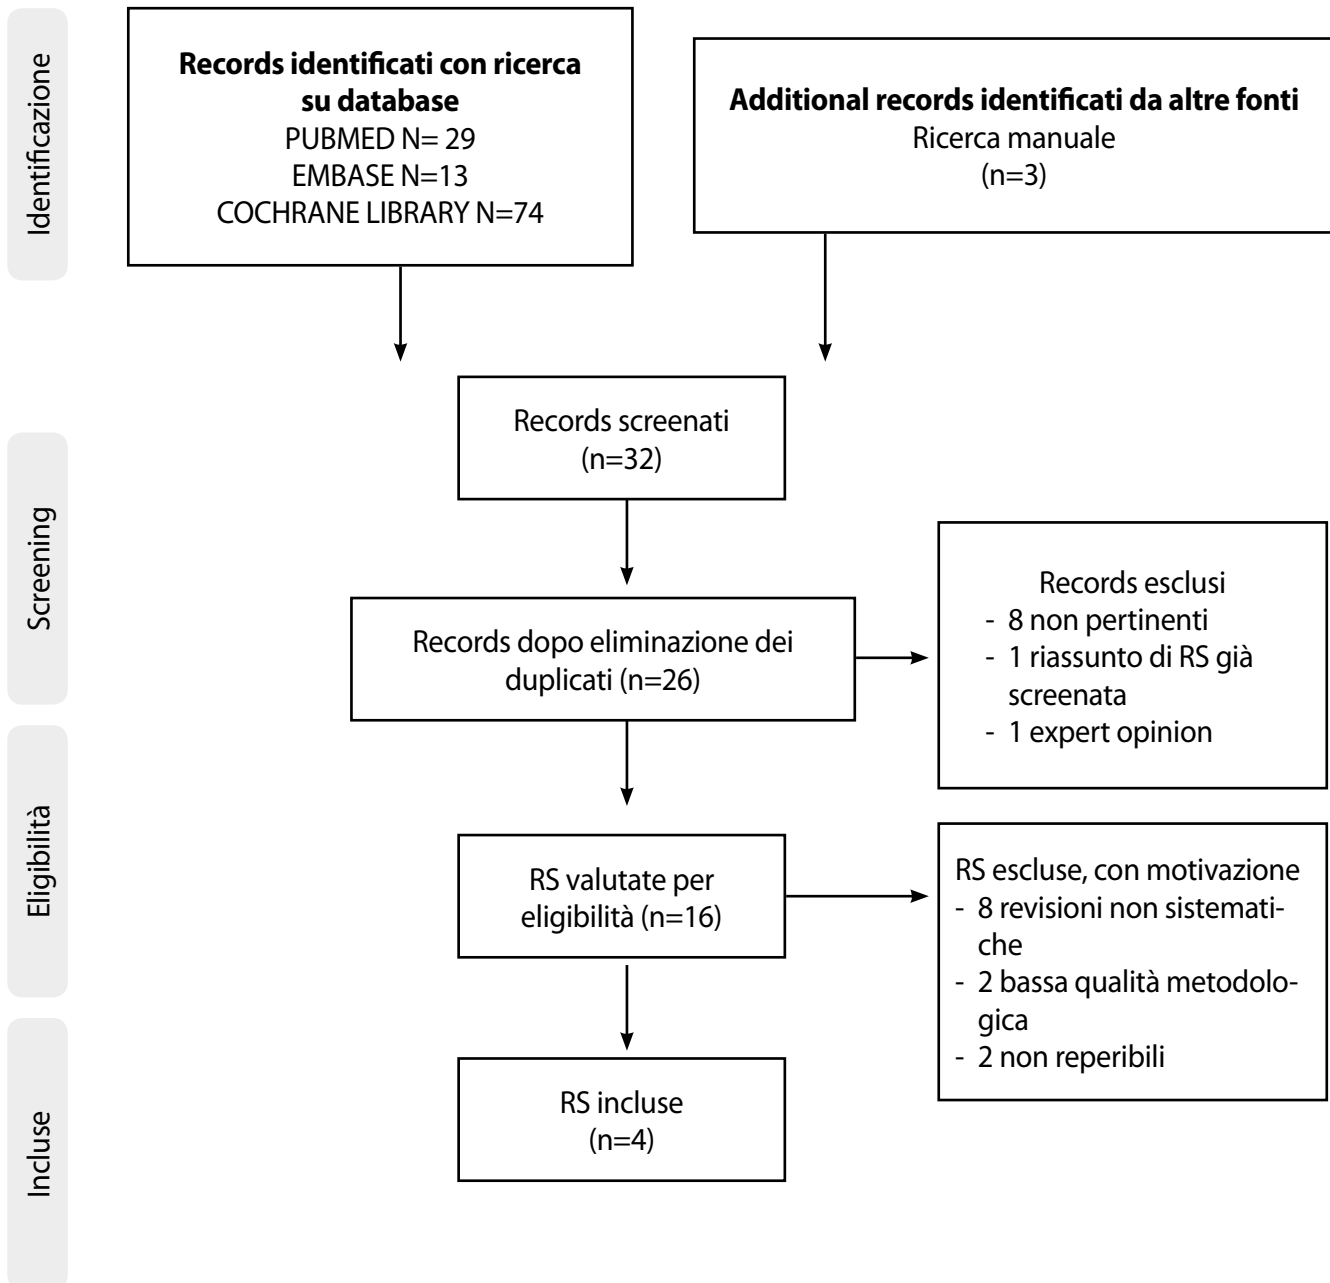 Identificazione
Records identificati con ricerca
su database
PUBMED N= 29
EMBASE N=13
COCHRANE LIBRARY N=74
Additional records identificati da altre fonti
Ricerca manuale
(n=3)
Screening
Records screenati
(n=32)
Records dopo eliminazione dei
duplicati (n=26)
Records esclusi
- 8 non pertinenti
- 1 riassunto di RS già
screenata
- 1 expert opinion
Eligibilità
RS valutate per
eligibilità (n=16)
RS escluse, con motivazione
- 8 revisioni non sistemati-
che
- 2 bassa qualità metodolo-
gica
- 2 non reperibili
Incluse
RS incluse
(n=4)